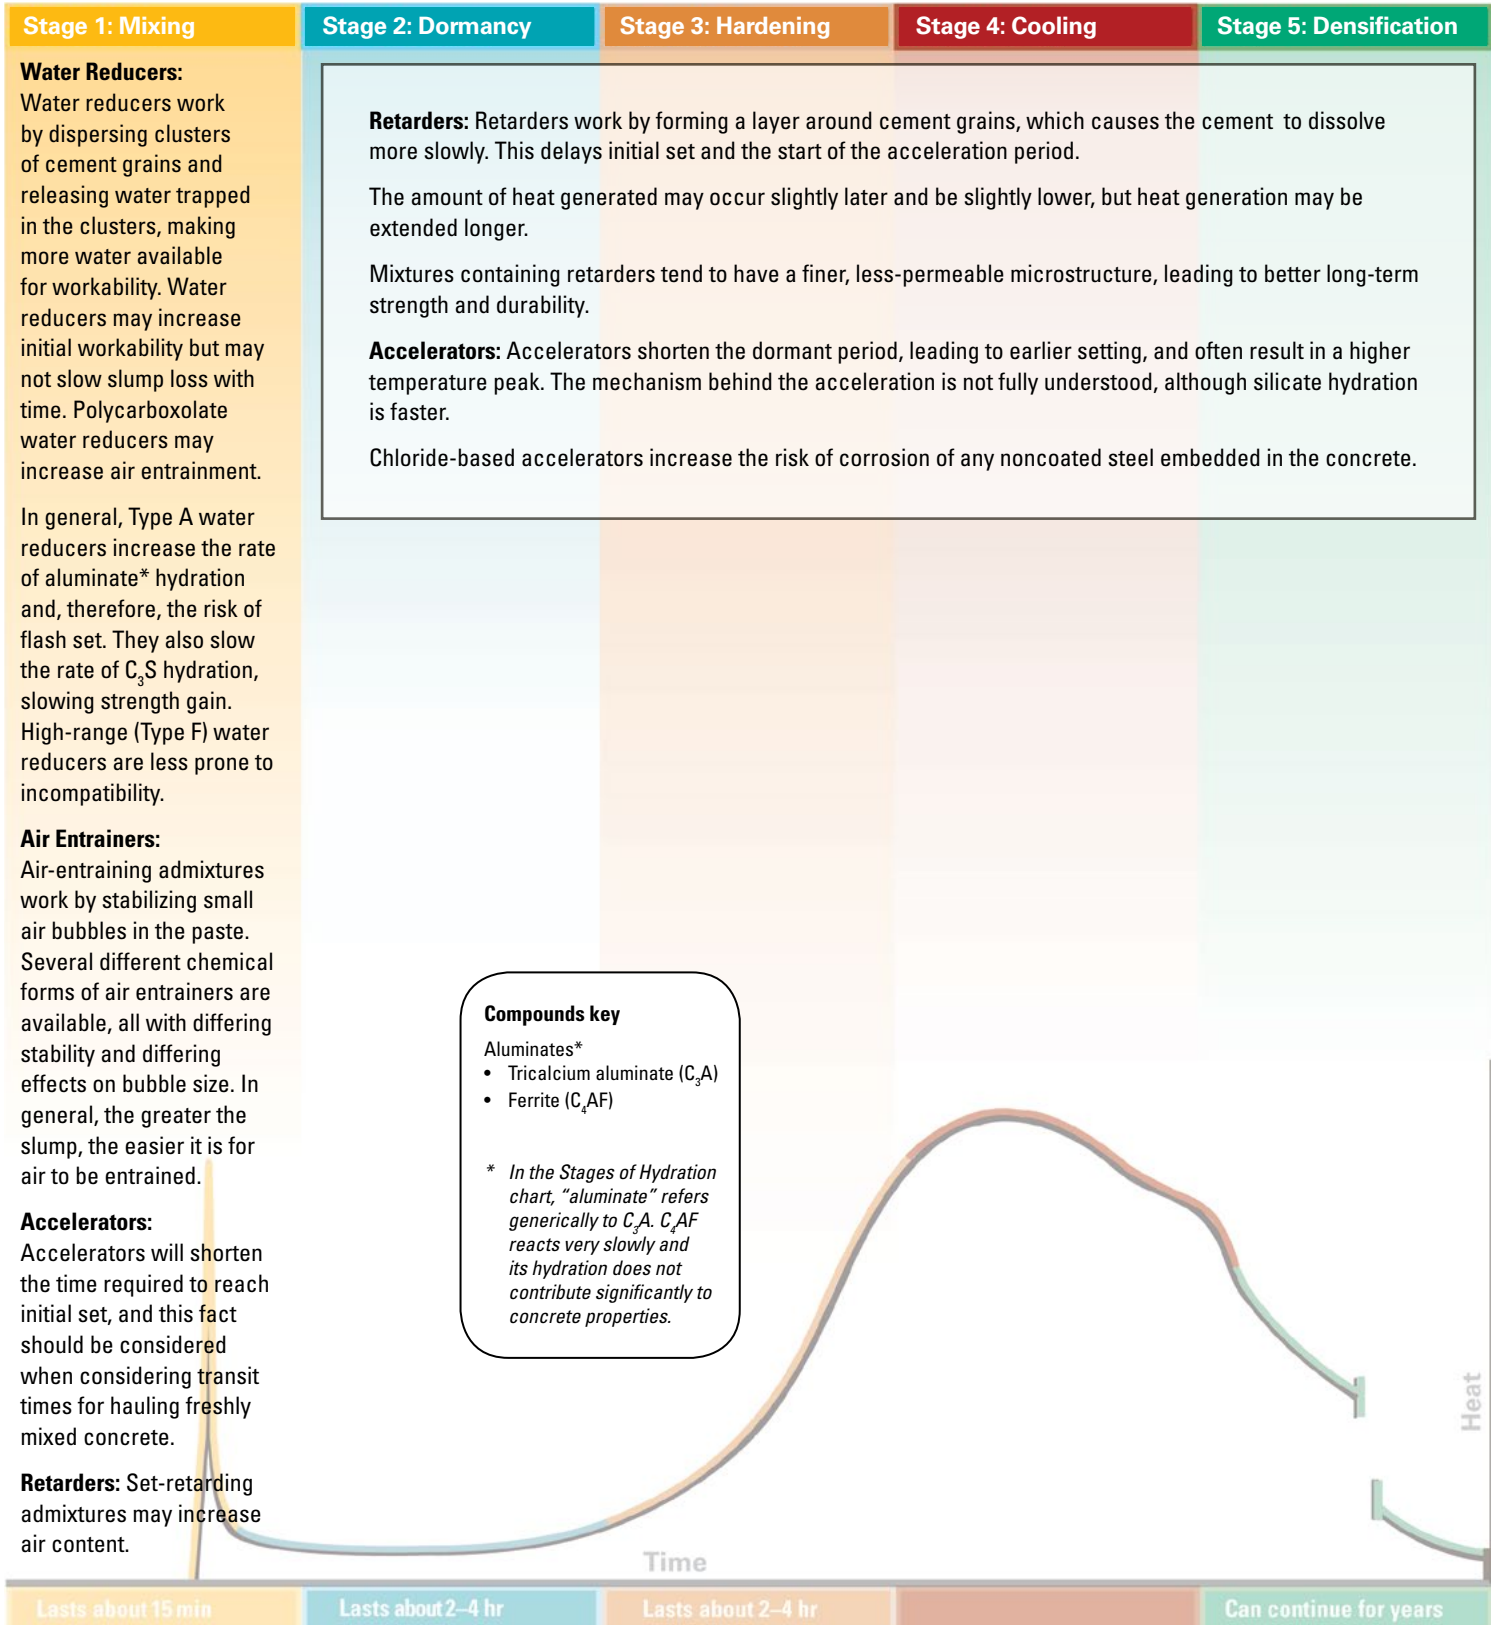 Stage 1: Mixing
Stage 2: Dormancy
Stage 3: Hardening
Stage 4: Cooling
Stage 5: Densification
Water Reducers:
Water reducers work
by dispersing clusters
of cement grains and
releasing water trapped
in the clusters, making
more water available
for workability. Water
reducers may increase
initial workability but may
not slow slump loss with
time. Polycarboxolate
water reducers may
increase air entrainment.
In general, Type A water
reducers increase the rate
of aluminate* hydration
and, therefore, the risk of
flash set. They also slow
the rate of C₃S hydration,
slowing strength gain.
High-range (Type F) water
reducers are less prone to
incompatibility.
Air Entrainers:
Air-entraining admixtures
work by stabilizing small
air bubbles in the paste.
Several different chemical
forms of air entrainers are
available, all with differing
stability and differing
effects on bubble size. In
general, the greater the
slump, the easier it is for
air to be entrained.
Accelerators:
Accelerators will shorten
the time required to reach
initial set, and this fact
should be considered
when considering transit
times for hauling freshly
mixed concrete.
Retarders: Set-retarding
admixtures may increase
air content.
Retarders: Retarders work by forming a layer around cement grains, which causes the cement to dissolve
more slowly. This delays initial set and the start of the acceleration period.
The amount of heat generated may occur slightly later and be slightly lower, but heat generation may be
extended longer.
Mixtures containing retarders tend to have a finer, less-permeable microstructure, leading to better long-term
strength and durability.
Accelerators: Accelerators shorten the dormant period, leading to earlier setting, and often result in a higher
temperature peak. The mechanism behind the acceleration is not fully understood, although silicate hydration
is faster.
Chloride-based accelerators increase the risk of corrosion of any noncoated steel embedded in the concrete.
Compounds key
Aluminates*
• Tricalcium aluminate (C₃A)
• Ferrite (C₄AF)
* In the Stages of Hydration
chart, “aluminate” refers
generically to C₃A. C₄AF
reacts very slowly and
its hydration does not
contribute significantly to
concrete properties.
Heat
Time
Lasts about 15 min
Lasts about 2–4 hr
Lasts about 2–4 hr
Can continue for years